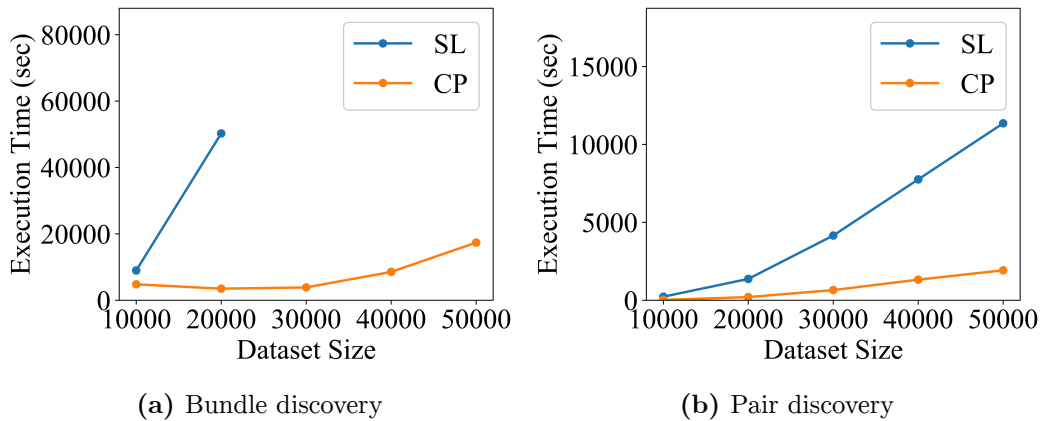 80000
60000
40000
20000
0
Execution Time (sec)
SL
CP
10000 20000 30000 40000 50000
Dataset Size
(a) Bundle discovery
15000
10000
5000
0
Execution Time (sec)
SL
CP
10000 20000 30000 40000 50000
Dataset Size
(b) Pair discovery